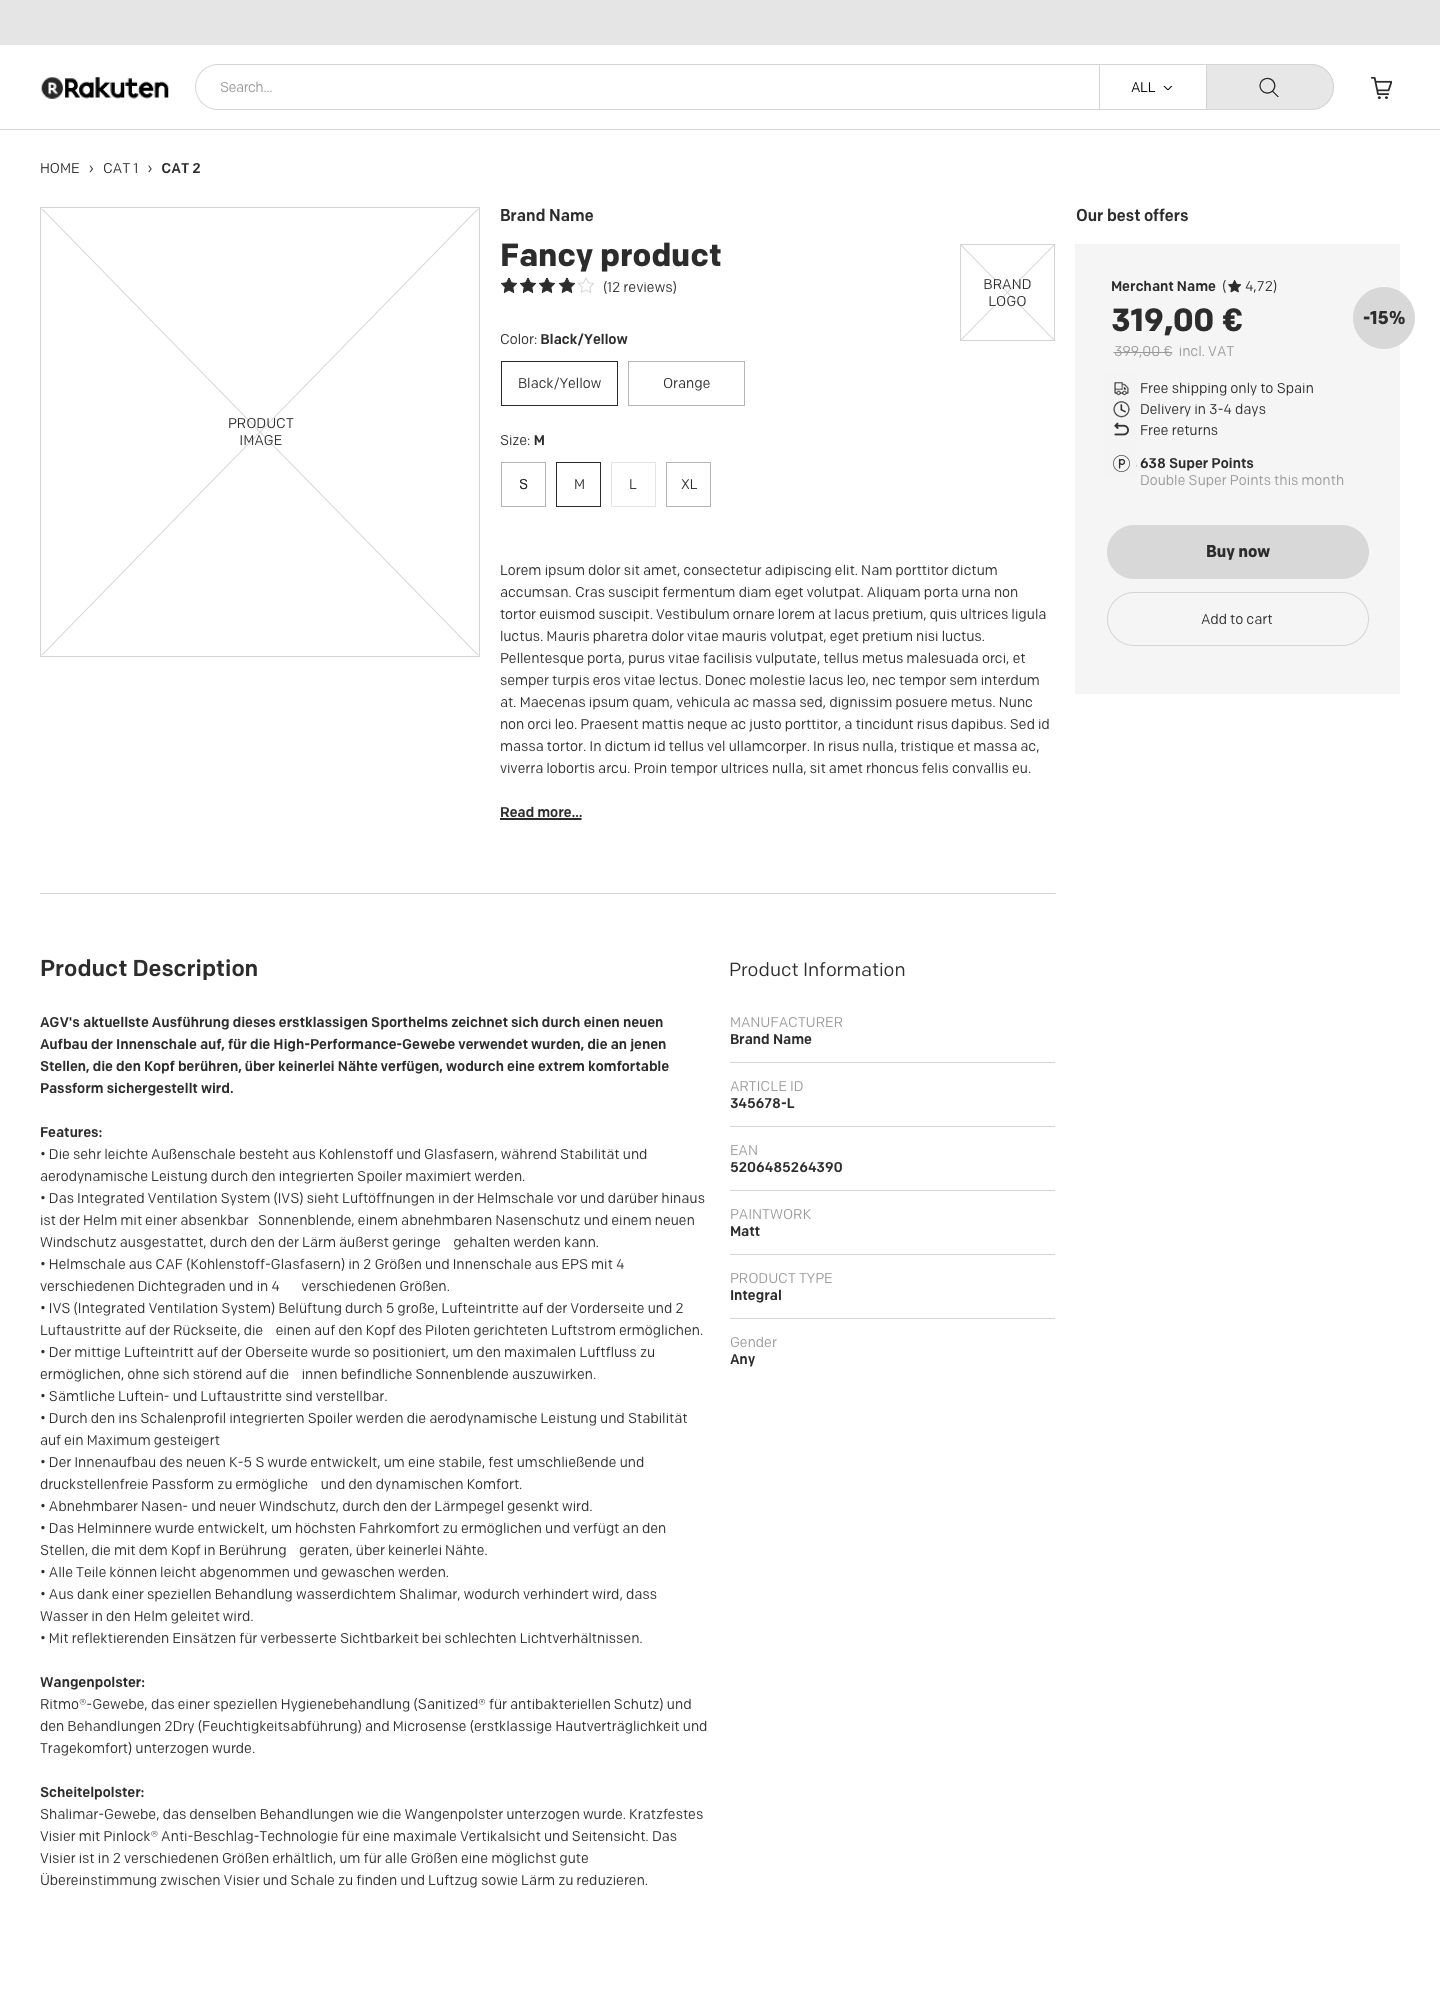 Rakuten
Search...
ALL
HOME › CAT 1 › CAT 2
PRODUCT
IMAGE
Brand Name
Fancy product
(12 reviews)
BRAND
LOGO
Color: Black/Yellow
Black/Yellow
Orange
Size: M
S
M
L
XL
Lorem ipsum dolor sit amet, consectetur adipiscing elit. Nam porttitor dictum
accumsan. Cras suscipit fermentum diam eget volutpat. Aliquam porta urna non
tortor euismod suscipit. Vestibulum ornare lorem at lacus pretium, quis ultrices ligula
luctus. Mauris pharetra dolor vitae mauris volutpat, eget pretium nisi luctus.
Pellentesque porta, purus vitae facilisis vulputate, tellus metus malesuada orci, et
semper turpis eros vitae lectus. Donec molestie lacus leo, nec tempor sem interdum
at. Maecenas ipsum quam, vehicula ac massa sed, dignissim posuere metus. Nunc
non orci leo. Praesent mattis neque ac justo porttitor, a tincidunt risus dapibus. Sed id
massa tortor. In dictum id tellus vel ullamcorper. In risus nulla, tristique et massa ac,
viverra lobortis arcu. Proin tempor ultrices nulla, sit amet rhoncus felis convallis eu.
Read more...
Our best offers
Merchant Name (★ 4,72)
319,00 €
-15%
399,00 € incl. VAT
Free shipping only to Spain
Delivery in 3-4 days
Free returns
638 Super Points
Double Super Points this month
Buy now
Add to cart
Product Description
AGV's aktuellste Ausführung dieses erstklassigen Sporthelms zeichnet sich durch einen neuen
Aufbau der Innenschale auf, für die High-Performance-Gewebe verwendet wurden, die an jenen
Stellen, die den Kopf berühren, über keinerlei Nähte verfügen, wodurch eine extrem komfortable
Passform sichergestellt wird.
Features:
• Die sehr leichte Außenschale besteht aus Kohlenstoff und Glasfasern, während Stabilität und
aerodynamische Leistung durch den integrierten Spoiler maximiert werden.
• Das Integrated Ventilation System (IVS) sieht Luftöffnungen in der Helmschale vor und darüber hinaus
ist der Helm mit einer absenkbar Sonnenblende, einem abnehmbaren Nasenschutz und einem neuen
Windschutz ausgestattet, durch den der Lärm äußerst geringe gehalten werden kann.
• Helmschale aus CAF (Kohlenstoff-Glasfasern) in 2 Größen und Innenschale aus EPS mit 4
verschiedenen Dichtegraden und in 4 verschiedenen Größen.
• IVS (Integrated Ventilation System) Belüftung durch 5 große, Lufteintritte auf der Vorderseite und 2
Luftaustritte auf der Rückseite, die einen auf den Kopf des Piloten gerichteten Luftstrom ermöglichen.
• Der mittige Lufteintritt auf der Oberseite wurde so positioniert, um den maximalen Luftfluss zu
ermöglichen, ohne sich störend auf die innen befindliche Sonnenblende auszuwirken.
• Sämtliche Luftein- und Luftaustritte sind verstellbar.
• Durch den ins Schalenprofil integrierten Spoiler werden die aerodynamische Leistung und Stabilität
auf ein Maximum gesteigert
• Der Innenaufbau des neuen K-5 S wurde entwickelt, um eine stabile, fest umschließende und
druckstellenfreie Passform zu ermögliche und den dynamischen Komfort.
• Abnehmbarer Nasen- und neuer Windschutz, durch den der Lärmpegel gesenkt wird.
• Das Helminnere wurde entwickelt, um höchsten Fahrkomfort zu ermöglichen und verfügt an den
Stellen, die mit dem Kopf in Berührung geraten, über keinerlei Nähte.
• Alle Teile können leicht abgenommen und gewaschen werden.
• Aus dank einer speziellen Behandlung wasserdichtem Shalimar, wodurch verhindert wird, dass
Wasser in den Helm geleitet wird.
• Mit reflektierenden Einsätzen für verbesserte Sichtbarkeit bei schlechten Lichtverhältnissen.
Wangenpolster:
Ritmo®-Gewebe, das einer speziellen Hygienebehandlung (Sanitized® für antibakteriellen Schutz) und
den Behandlungen 2Dry (Feuchtigkeitsabführung) and Microsense (erstklassige Hautverträglichkeit und
Tragekomfort) unterzogen wurde.
Scheitelpolster:
Shalimar-Gewebe, das denselben Behandlungen wie die Wangenpolster unterzogen wurde. Kratzfestes
Visier mit Pinlock® Anti-Beschlag-Technologie für eine maximale Vertikalsicht und Seitensicht. Das
Visier ist in 2 verschiedenen Größen erhältlich, um für alle Größen eine möglichst gute
Übereinstimmung zwischen Visier und Schale zu finden und Luftzug sowie Lärm zu reduzieren.
Product Information
MANUFACTURER
Brand Name
ARTICLE ID
345678-L
EAN
5206485264390
PAINTWORK
Matt
PRODUCT TYPE
Integral
Gender
Any